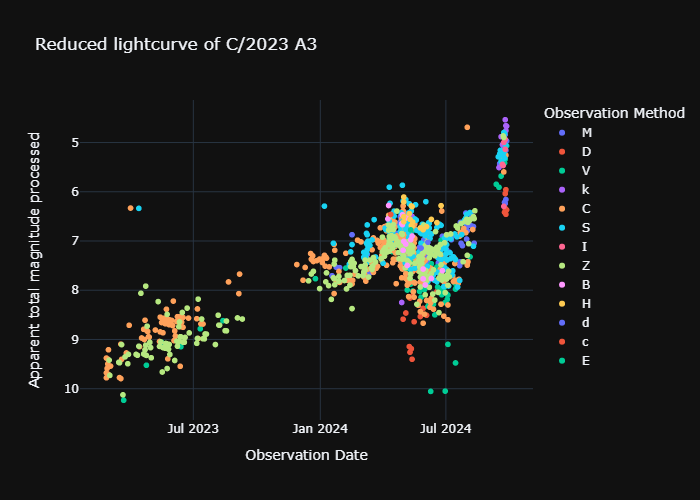 Reduced lightcurve of C/2023 A3
Observation Method
M
D
V
k
C
S
I
Z
B
H
d
c
E
Apparent total magnitude processed
5
6
7
8
9
10
Jul 2023
Jan 2024
Jul 2024
Observation Date